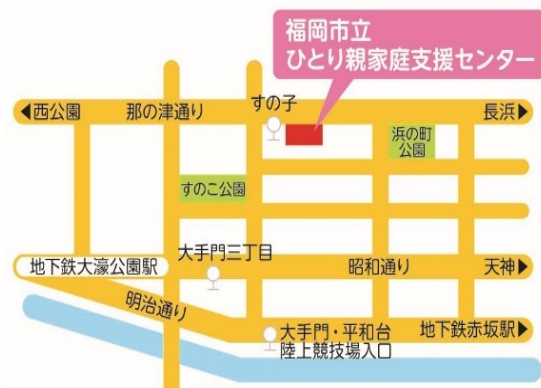 福岡市立
ひとり親家庭支援センター
◀西公園
那の津通り
すの子
長浜▶
浜の町
公園
すのこ公園
大手門三丁目
地下鉄大濠公園駅
昭和通り
天神▶
明治通り
大手門・平和台
陸上競技場入口
地下鉄赤坂駅▶